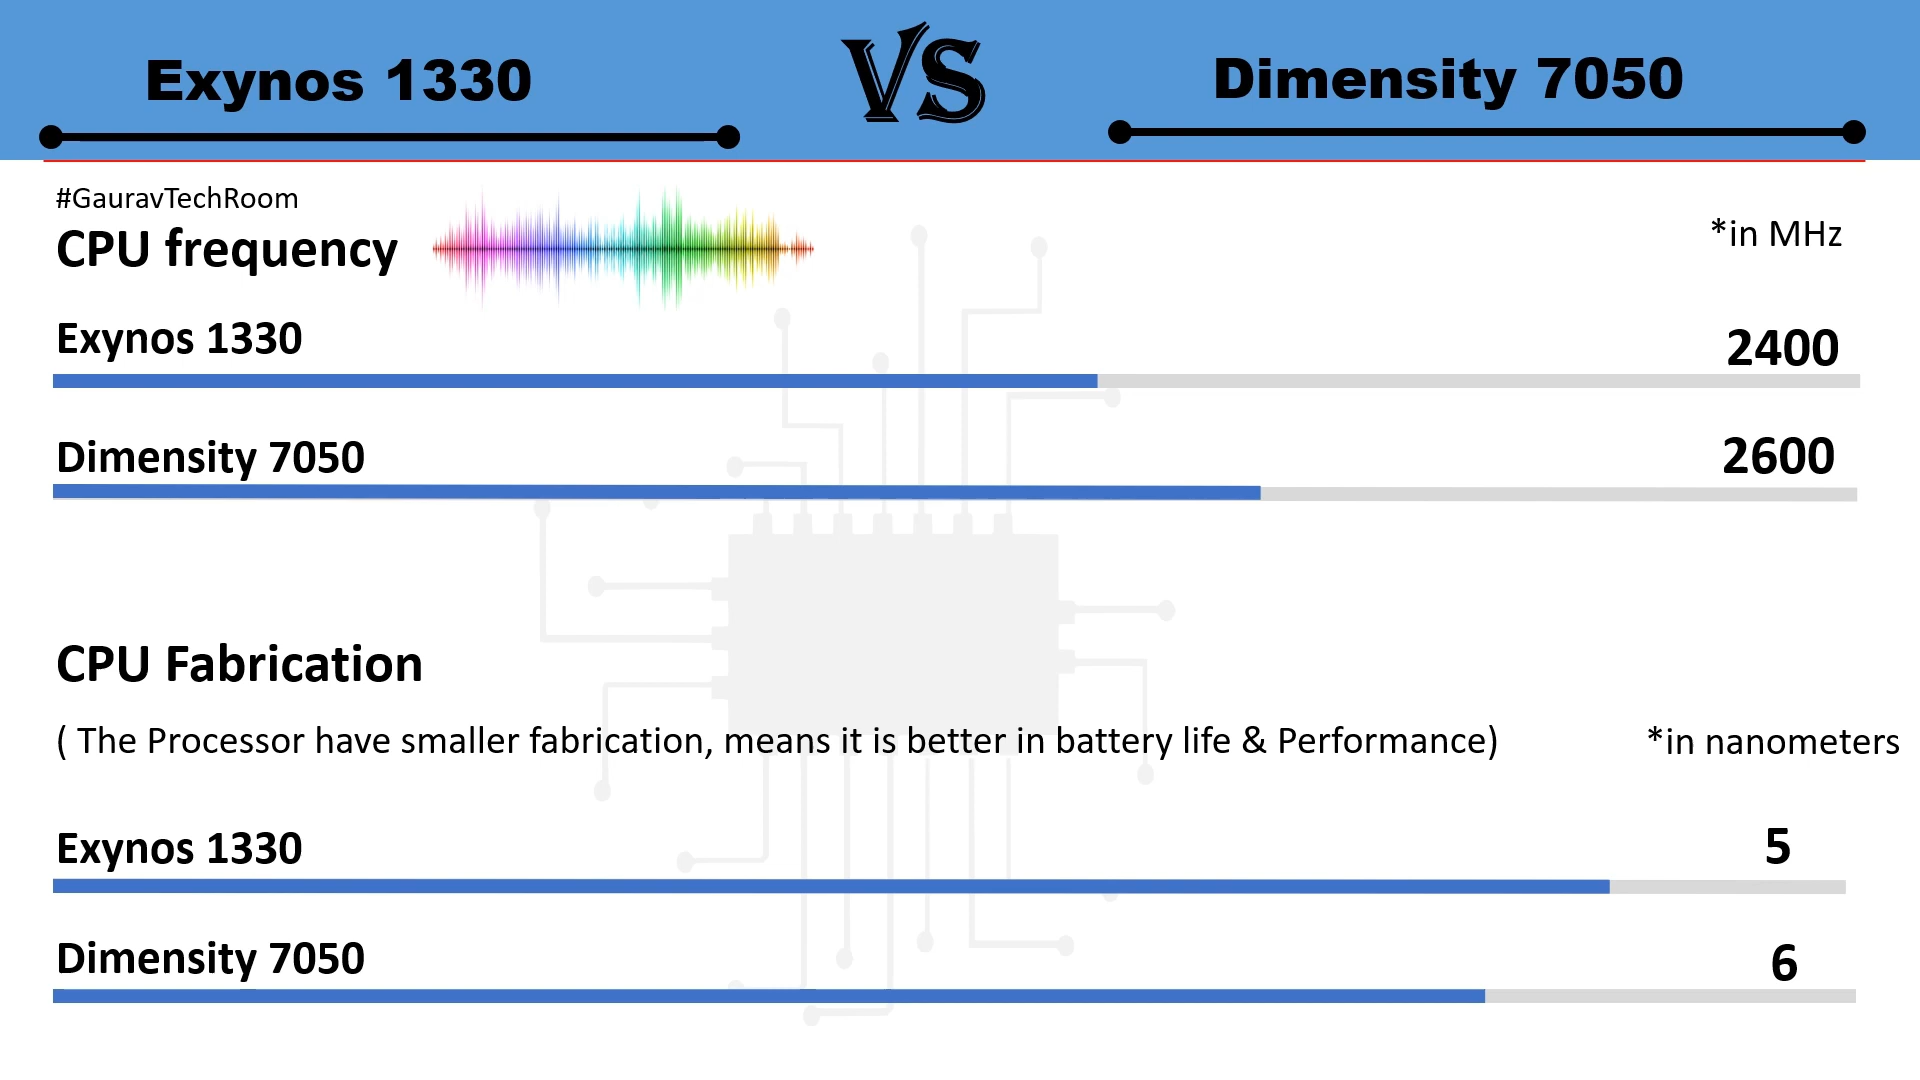 Exynos 1330 VS Dimensity 7050
#GauravTechRoom
CPU frequency *in MHz
Exynos 1330 2400
Dimensity 7050 2600
CPU Fabrication
( The Processor have smaller fabrication, means it is better in battery life & Performance) *in nanometers
Exynos 1330 5
Dimensity 7050 6